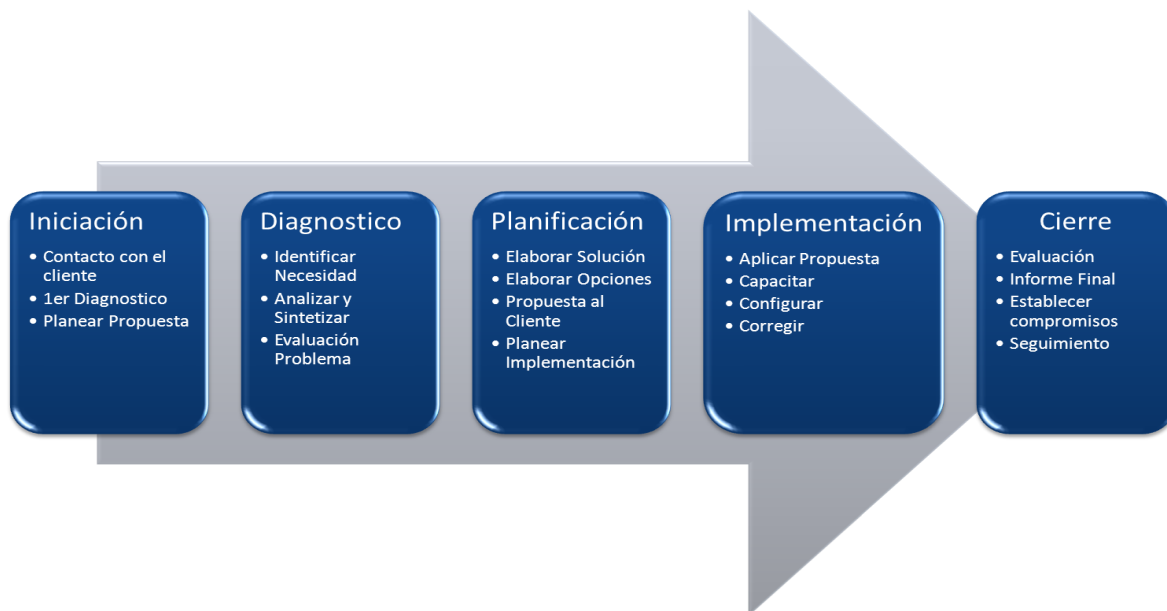 Iniciación
• Contacto con el
cliente
• 1er Diagnostico
• Planear Propuesta
Diagnostico
• Identificar
Necesidad
• Analizar y
Sintetizar
• Evaluación
Problema
Planificación
• Elaborar Solución
• Elaborar Opciones
• Propuesta al
Cliente
• Planear
Implementación
Implementación
• Aplicar Propuesta
• Capacitar
• Configurar
• Corregir
Cierre
• Evaluación
• Informe Final
• Establecer
compromisos
• Seguimiento